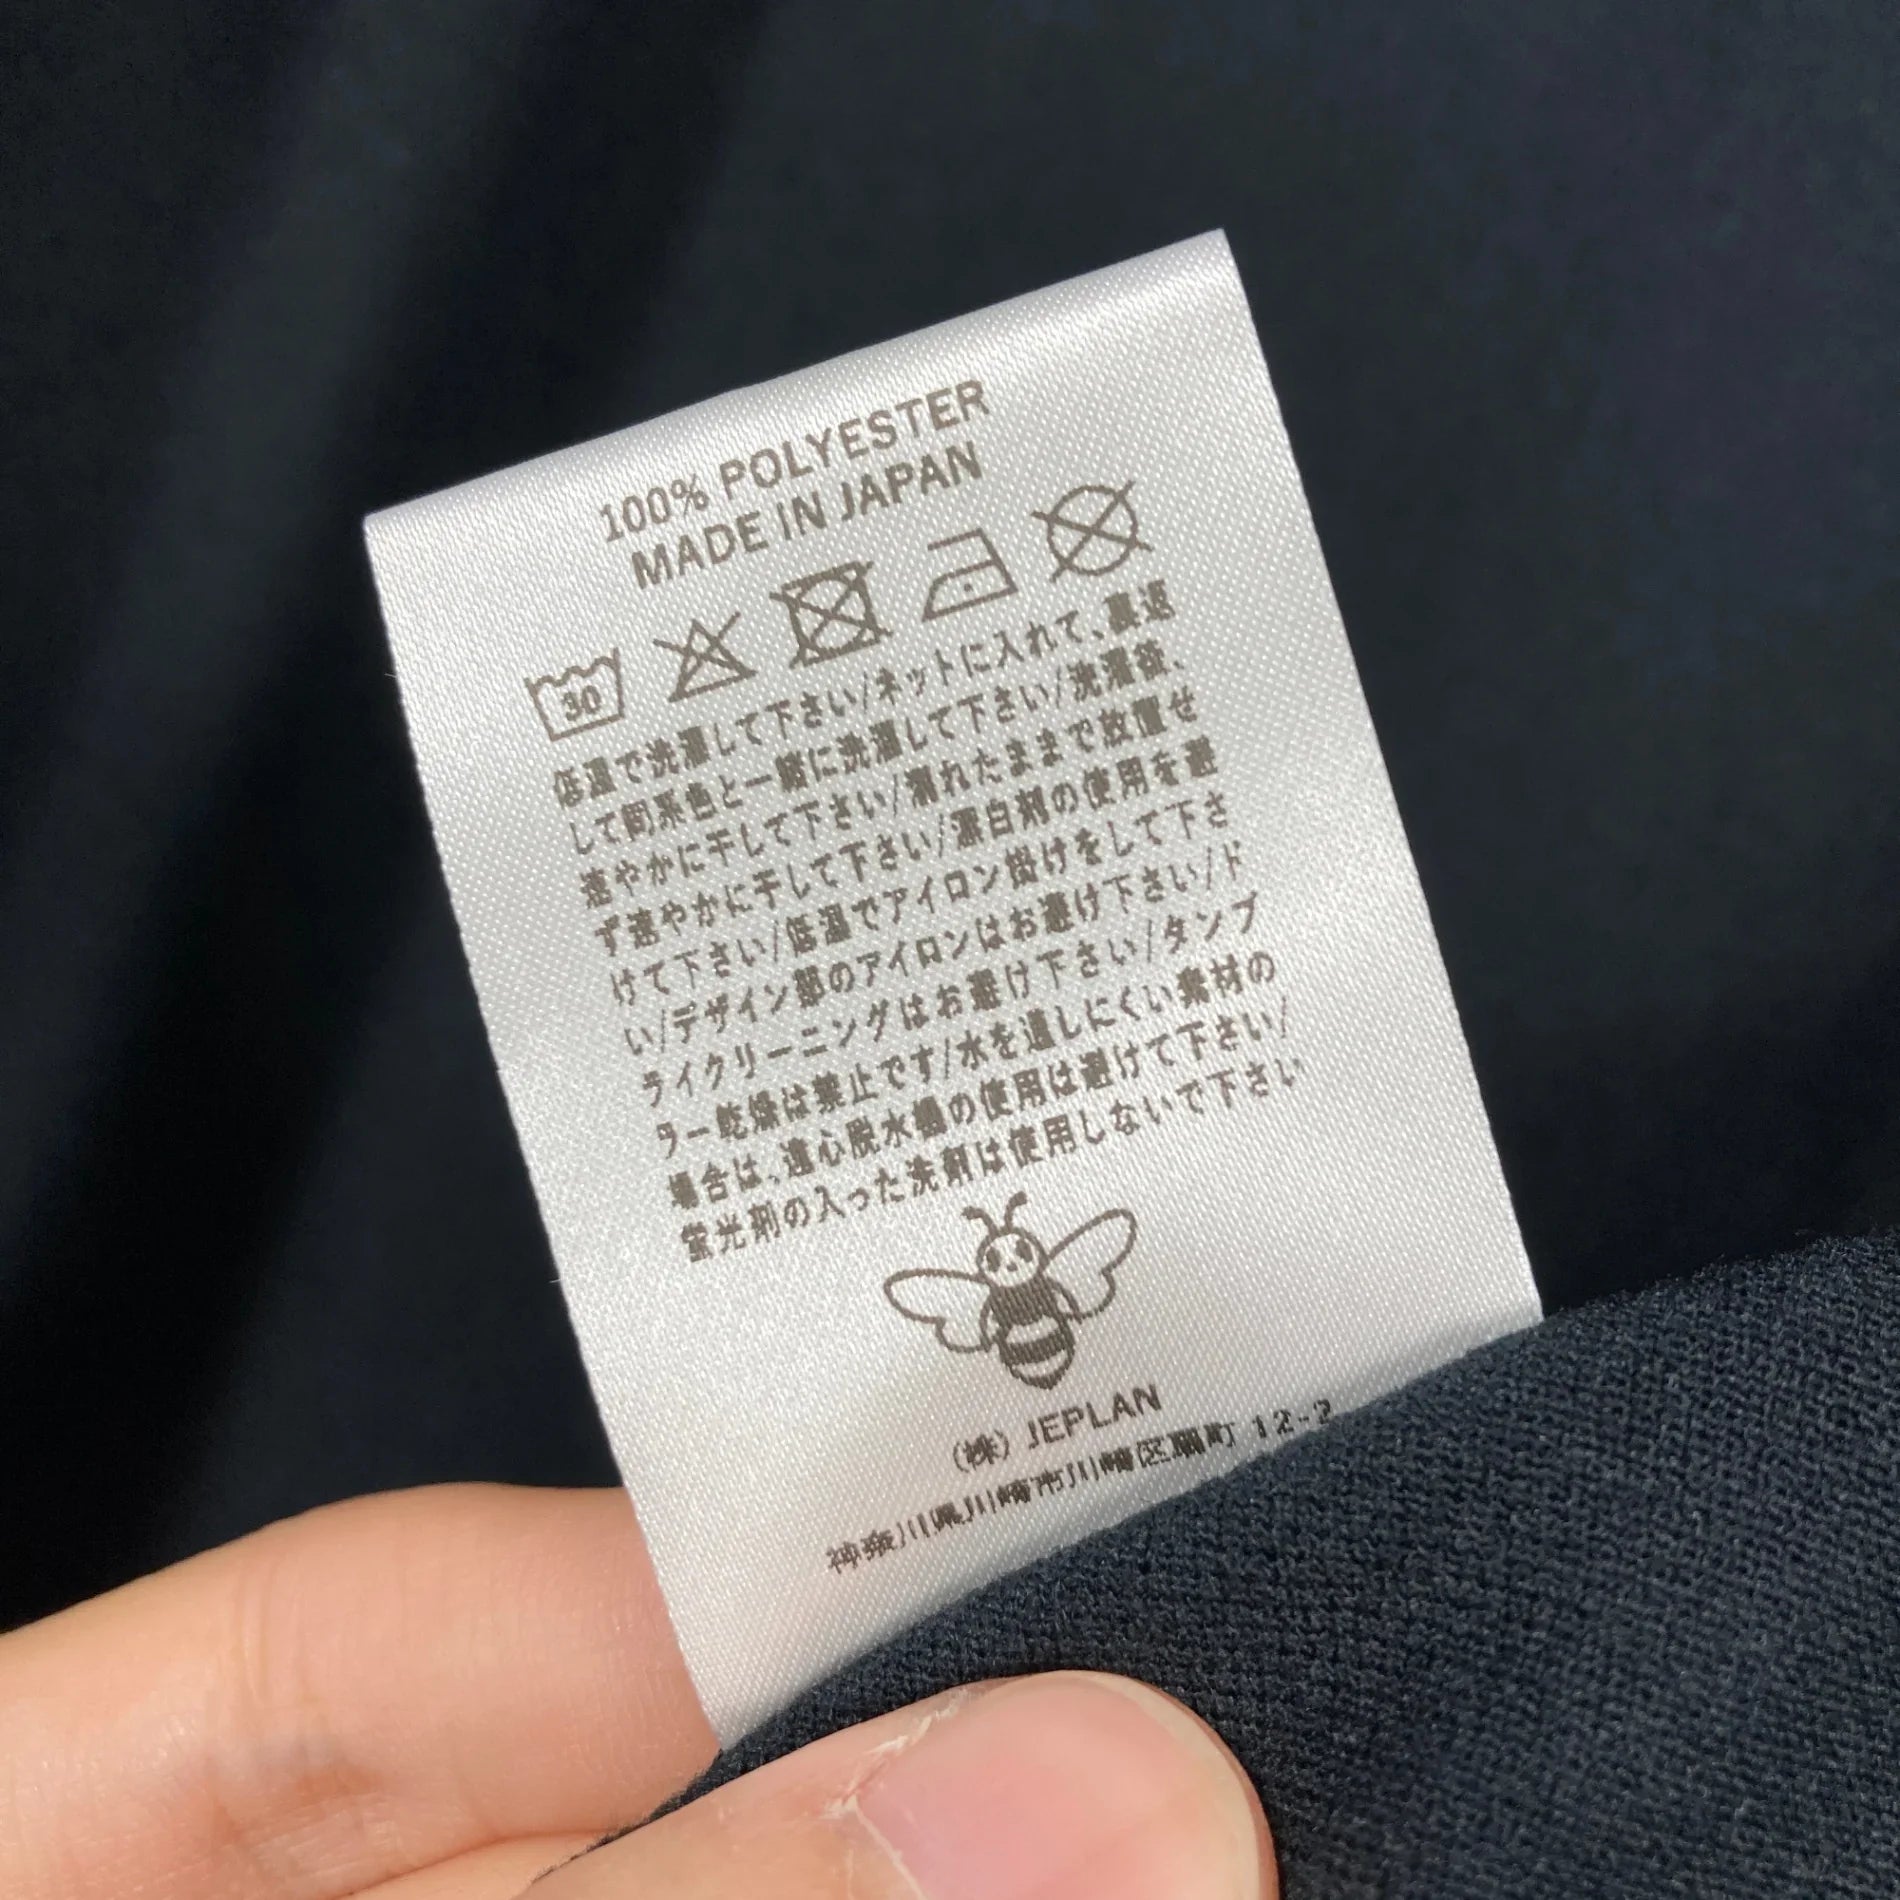 100% POLYESTER
MADE IN JAPAN
30
低温で洗濯して下さい/ネットに入れて、裏返
して同系色と一緒に洗濯して下さい/洗濯後、
速やかに干して下さい/濡れたままで放置せ
ず速やかに干して下さい/漂白剤の使用を避
けて下さい/低温でアイロン掛けをして下さ
い/デザイン部のアイロンはお避け下さい/ド
ライクリーニングはお避け下さい/タンブ
ラー乾燥は禁止です/水を通しにくい素材の
場合は、遠心脱水機の使用は避けて下さい/
蛍光剤の入った洗剤は使用しないで下さい
(株) JEPLAN
神奈川県川崎市川崎区扇町 12-2